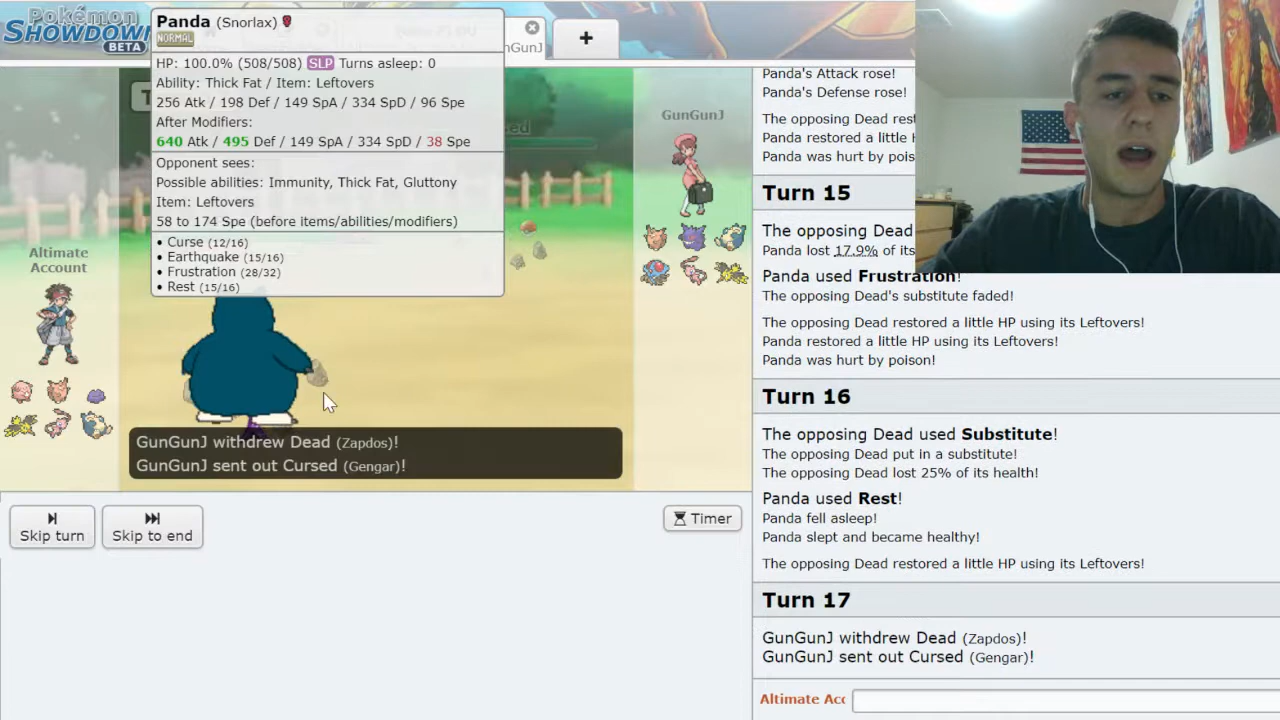 Pokémon
SHOWDOWN
BETA
Panda (Snorlax)
NORMAL
HP: 100.0% (508/508) SLP Turns asleep: 0
Ability: Thick Fat / Item: Leftovers
256 Atk / 198 Def / 149 SpA / 334 SpD / 96 Spe
After Modifiers:
640 Atk / 495 Def / 149 SpA / 334 SpD / 38 Spe
Opponent sees:
Possible abilities: Immunity, Thick Fat, Gluttony
Item: Leftovers
58 to 174 Spe (before items/abilities/modifiers)
• Curse (12/16)
• Earthquake (15/16)
• Frustration (28/32)
• Rest (15/16)
nGunJ
+
GunGunJ
Altimate
Account
GunGunJ withdrew Dead (Zapdos)!
GunGunJ sent out Cursed (Gengar)!
Skip turn
Skip to end
Timer
Panda's Attack rose!
Panda's Defense rose!
The opposing Dead rest
Panda restored a little H
Panda was hurt by pois
Turn 15
The opposing Dead
Panda lost 17.9% of its
Panda used Frustration!
The opposing Dead's substitute faded!
The opposing Dead restored a little HP using its Leftovers!
Panda restored a little HP using its Leftovers!
Panda was hurt by poison!
Turn 16
The opposing Dead used Substitute!
The opposing Dead put in a substitute!
The opposing Dead lost 25% of its health!
Panda used Rest!
Panda fell asleep!
Panda slept and became healthy!
The opposing Dead restored a little HP using its Leftovers!
Turn 17
GunGunJ withdrew Dead (Zapdos)!
GunGunJ sent out Cursed (Gengar)!
Altimate Acc